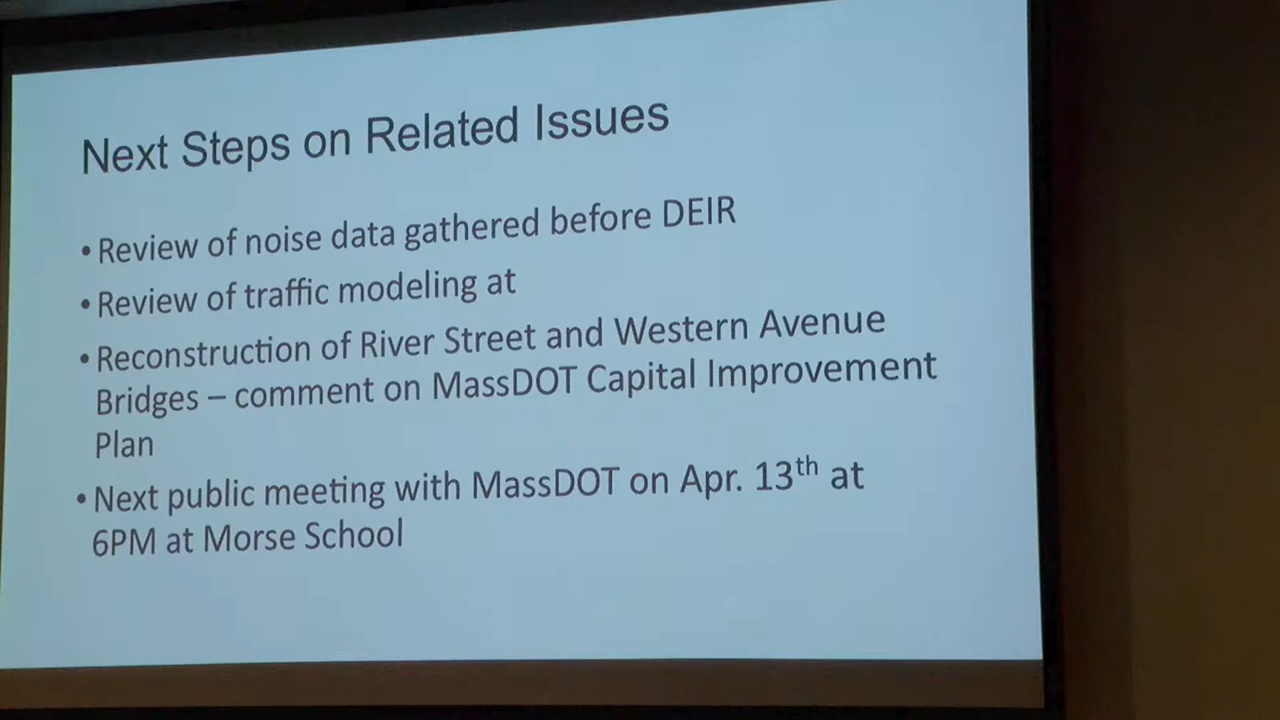 Next Steps on Related Issues
• Review of noise data gathered before DEIR
• Review of traffic modeling at
• Reconstruction of River Street and Western Avenue
Bridges – comment on MassDOT Capital Improvement
Plan
• Next public meeting with MassDOT on Apr. 13th at
6PM at Morse School